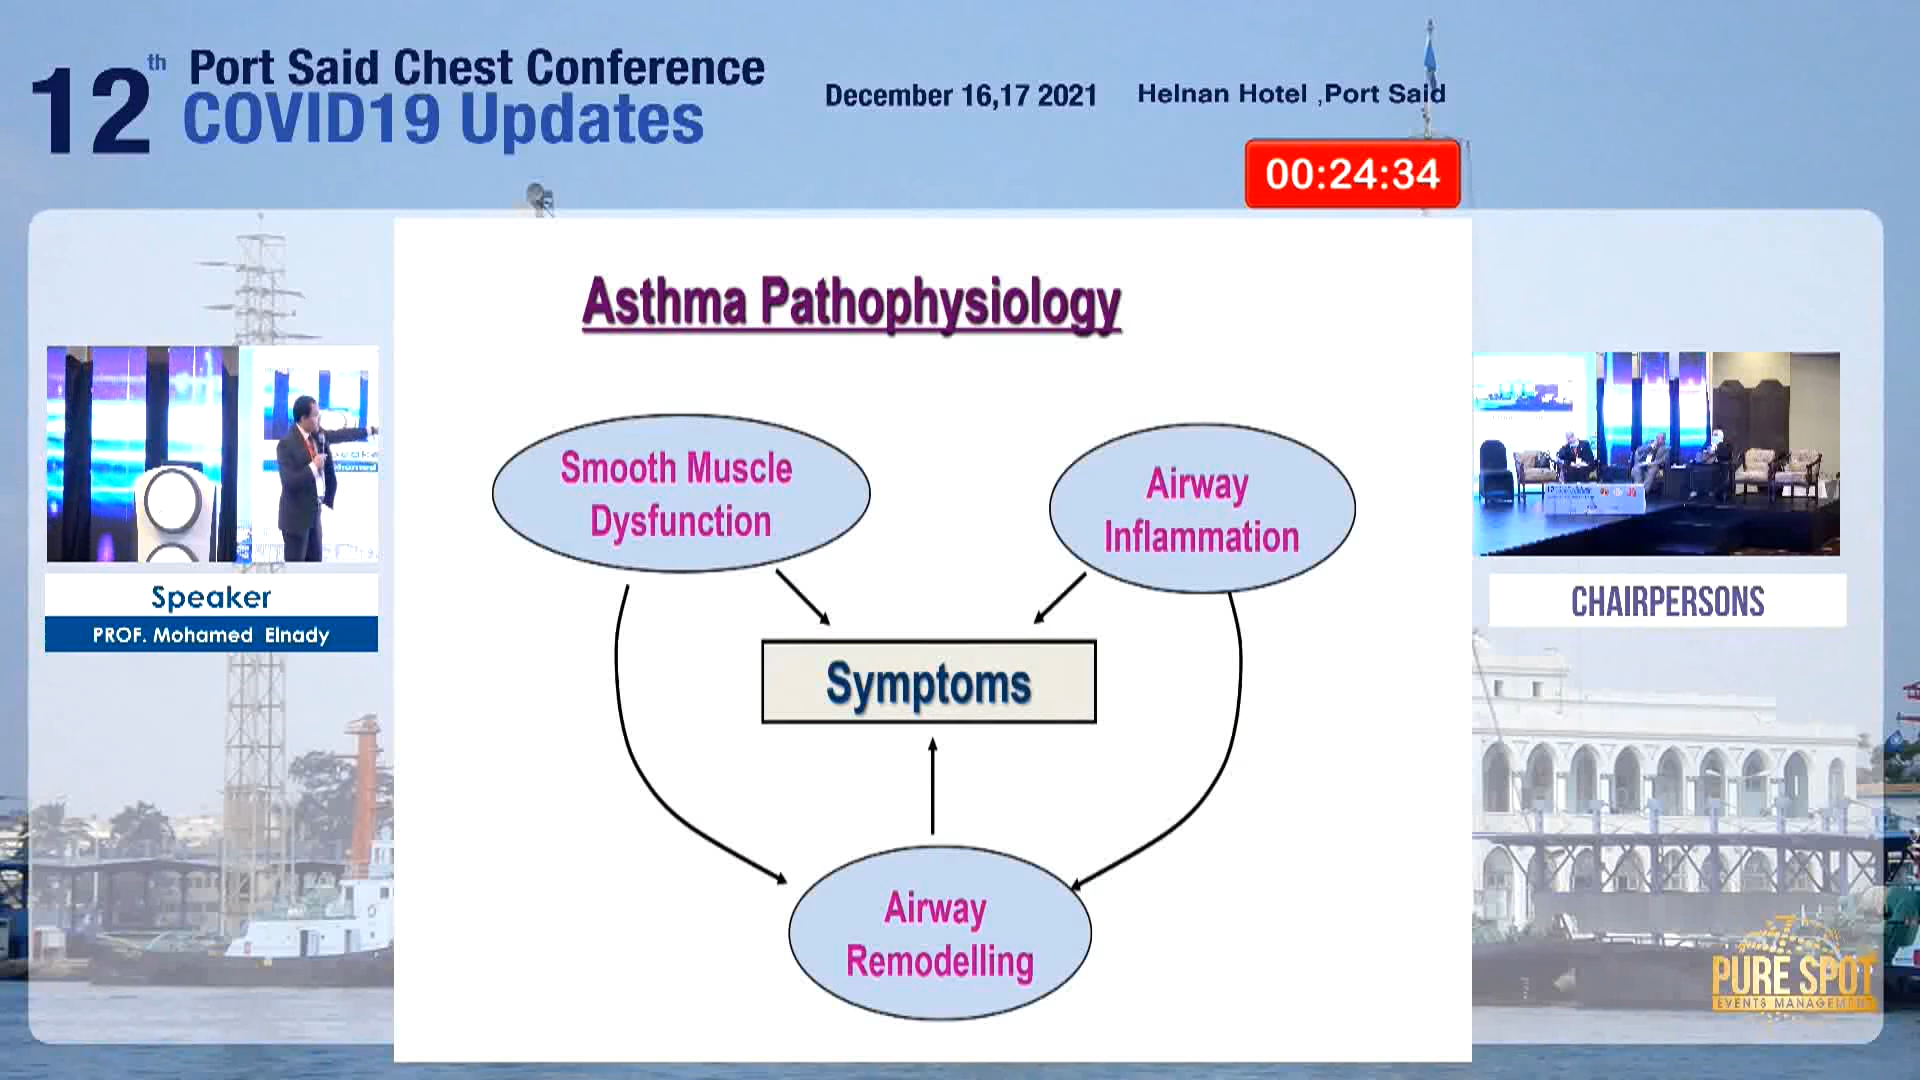 12th Port Said Chest Conference
COVID19 Updates
December 16,17 2021
Helnan Hotel ,Port Said
00:24:34
Asthma Pathophysiology
Smooth Muscle
Dysfunction
Airway
Inflammation
Symptoms
Airway
Remodelling
Speaker
PROF. Mohamed Elnady
CHAIRPERSONS
PURE SPOT
EVENTS MANAGEMENT